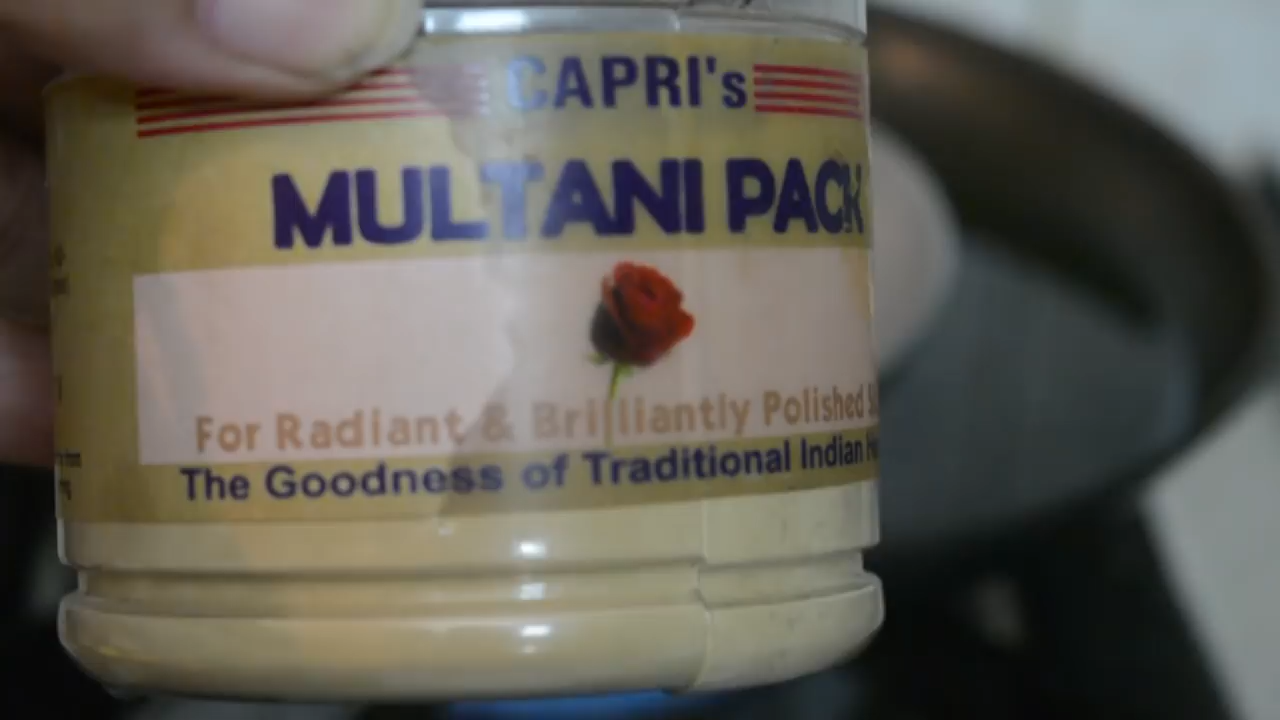 CAPRI's
MULTANI PACK
For Radiant & Brilliantly Polished
The Goodness of Traditional Indian